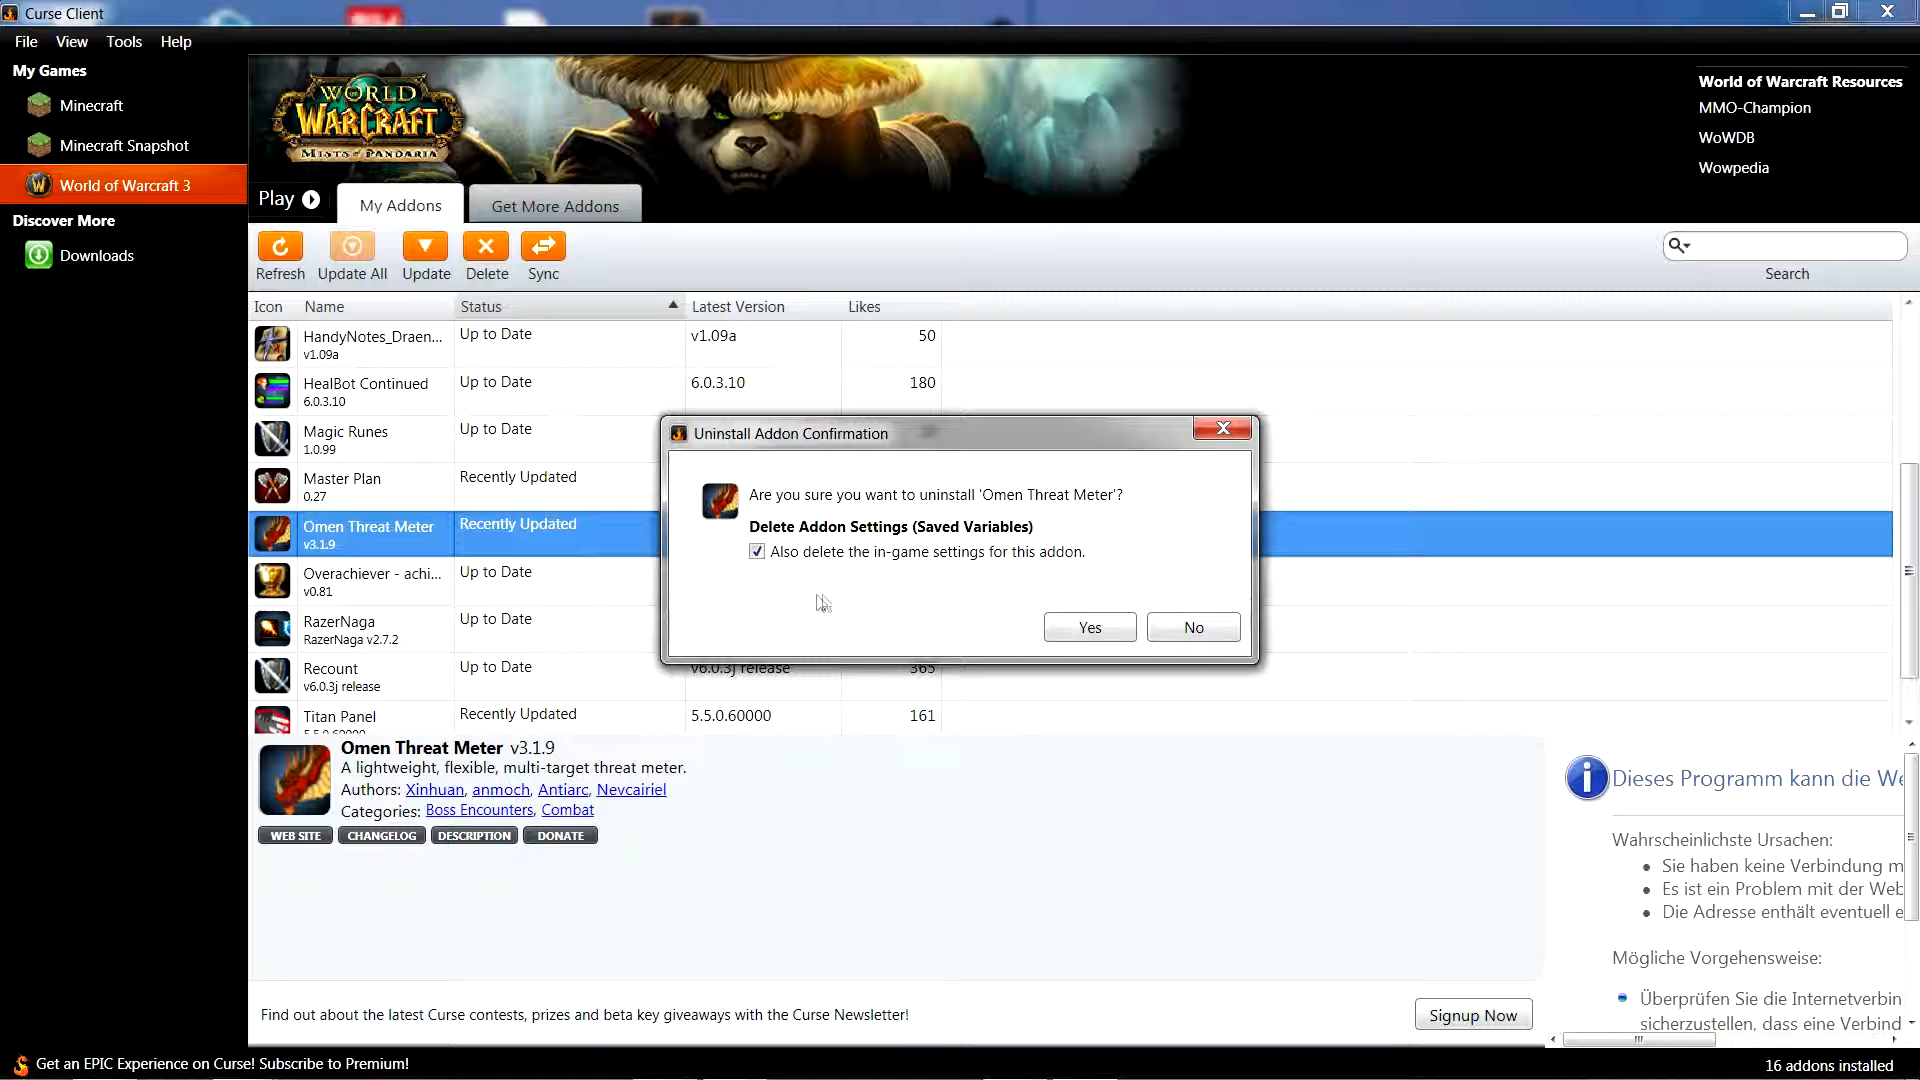 Curse Client
File View Tools Help
My Games
Minecraft
Minecraft Snapshot
World of Warcraft 3
Discover More
Downloads
WORLD
OF
WARCRAFT
MISTS OF PANDARIA
World of Warcraft Resources
MMO-Champion
WoWDB
Wowpedia
Play
My Addons
Get More Addons
Refresh Update All Update Delete Sync
Search
Icon Name Status Latest Version Likes
HandyNotes_Draen... Up to Date v1.09a 50
v1.09a
HealBot Continued Up to Date 6.0.3.10 180
6.0.3.10
Magic Runes Up to Date
1.0.99
Master Plan Recently Updated
0.27
Omen Threat Meter Recently Updated
v3.1.9
Overachiever - achi... Up to Date
v0.81
RazerNaga Up to Date
RazerNaga v2.7.2
Recount Up to Date v6.0.3j release 365
v6.0.3j release
Titan Panel Recently Updated 5.5.0.60000 161
5.5.0.60000
Uninstall Addon Confirmation
Are you sure you want to uninstall 'Omen Threat Meter'?
Delete Addon Settings (Saved Variables)
Also delete the in-game settings for this addon.
Yes No
Omen Threat Meter v3.1.9
A lightweight, flexible, multi-target threat meter.
Authors: Xinhuan, anmoch, Antiarc, Nevcairiel
Categories: Boss Encounters, Combat
WEB SITE CHANGELOG DESCRIPTION DONATE
Dieses Programm kann die We
Wahrscheinlichste Ursachen:
Sie haben keine Verbindung m
Es ist ein Problem mit der Web
Die Adresse enthält eventuell e
Mögliche Vorgehensweise:
Überprüfen Sie die Internetverbin
sicherzustellen, dass eine Verbind
Find out about the latest Curse contests, prizes and beta key giveaways with the Curse Newsletter!
Signup Now
Get an EPIC Experience on Curse! Subscribe to Premium!
16 addons installed